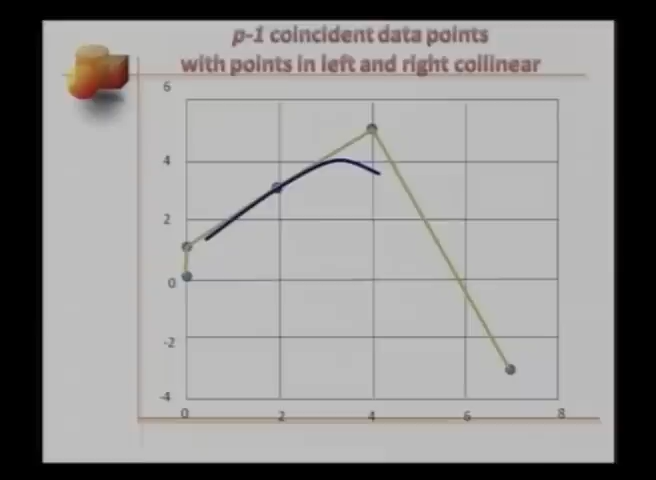 p-1 coincident data points
with points in left and right collinear
6
4
2
0
-2
-4
0 2 4 6 8